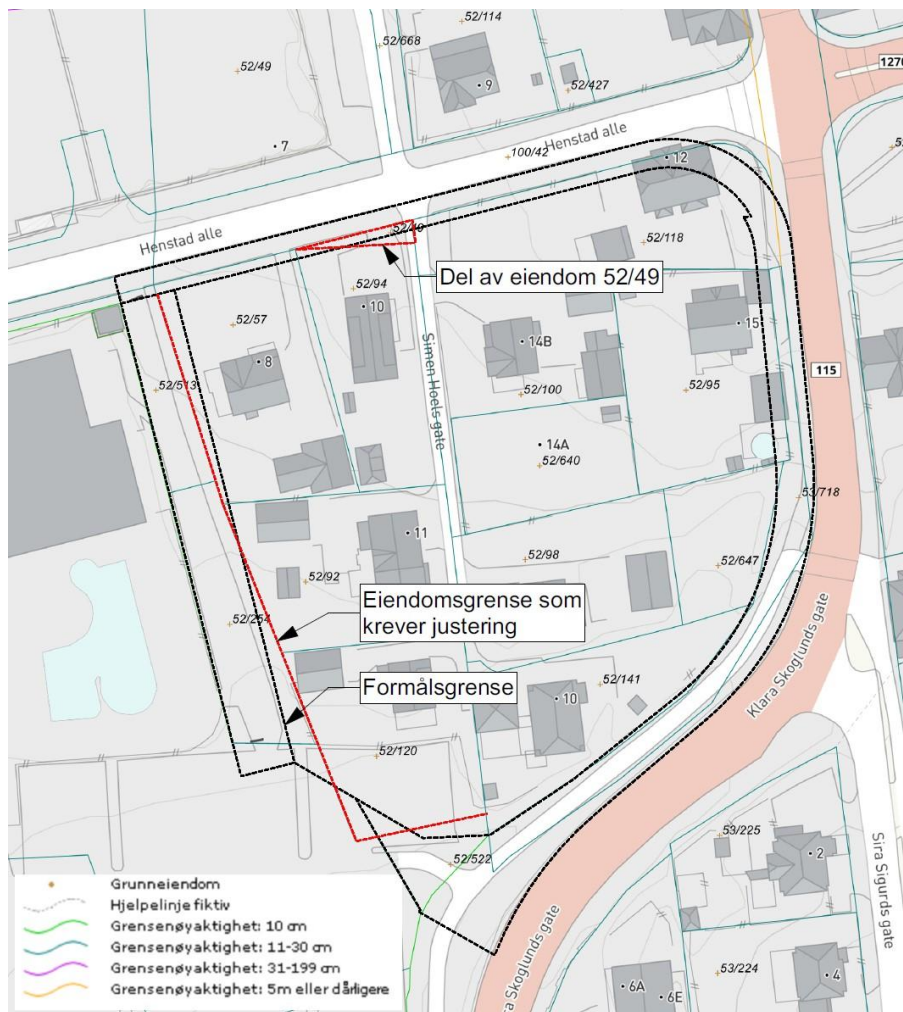 52/114
52/668
52/49
9
52/427
1270
7
100/42
Henstad alle
12
Henstad alle
52/118
Del av eiendom 52/49
52/94
10
52/57
8
14B
15
Simen Hoels gate
115
52/513
52/100
52/95
14A
52/640
53/718
11
52/98
52/647
52/92
Eiendomsgrense som
krever justering
52/254
Formålsgrense
52/141
10
Klara Skoglunds gate
52/120
53/225
2
52/522
Sira Sigurds gate
Klara Skoglunds gate
53/224
4
6A
6E
Grunneiendom
Hjelpelinje fiktiv
Grensenøyaktighet: 10 cm
Grensenøyaktighet: 11-30 cm
Grensenøyaktighet: 31-199 cm
Grensenøyaktighet: 5m eller dårligere